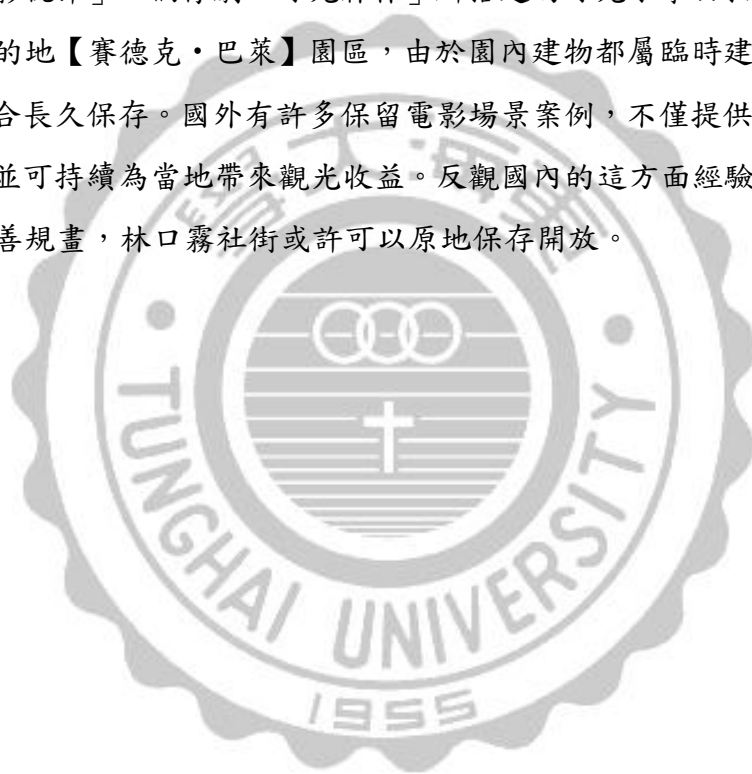 的地【賽德克·巴萊】園區，由於園內建物都屬臨時建
合長久保存。國外有許多保留電影場景案例，不僅提供
並可持續為當地帶來觀光收益。反觀國內的這方面經驗
善規畫，林口霧社街或許可以原地保存開放。
學大海東
TUNGHAI UNIVERSITY
1955